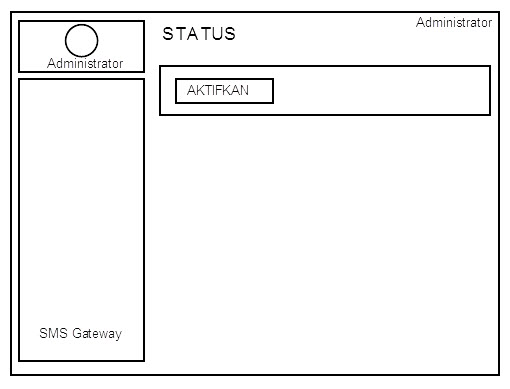 Administrator
STATUS
Administrator
AKTIFKAN
SMS Gateway